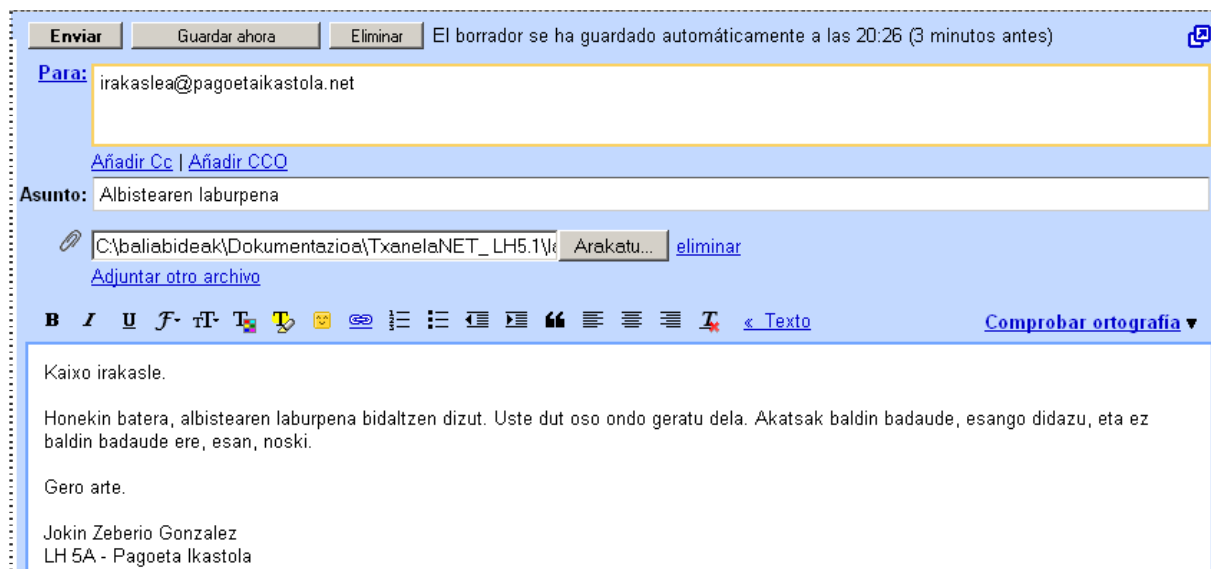 Enviar Guardar ahora Eliminar El borrador se ha guardado automáticamente a las 20:26 (3 minutos antes)
Para: irakaslea@pagoetaikastola.net
Añadir Cc | Añadir CCO
Asunto: Albistearen laburpena
C:\baliabideak\Dokumentazioa\TxanelaNET_LH5.1\ Arakatu... eliminar
Adjuntar otro archivo
B I U F T T T T « Texto Comprobar ortografía
Kaixo irakasle.
Honekin batera, albistearen laburpena bidaltzen dizut. Uste dut oso ondo geratu dela. Akatsak baldin badaude, esango didazu, eta ez
baldin badaude ere, esan, noski.
Gero arte.
Jokin Zeberio Gonzalez
LH 5A - Pagoeta Ikastola